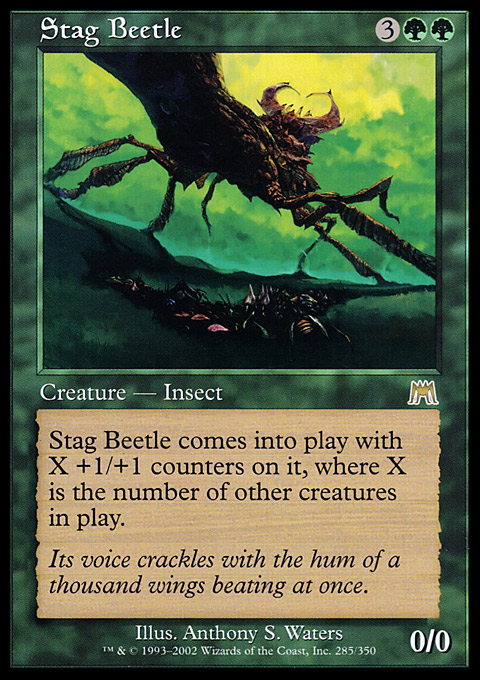 Stag Beetle 3
Creature — Insect
Stag Beetle comes into play with
X +1/+1 counters on it, where X
is the number of other creatures
in play.
Its voice crackles with the hum of a
thousand wings beating at once.
Illus. Anthony S. Waters
™ & © 1993–2002 Wizards of the Coast, Inc. 285/350
0/0